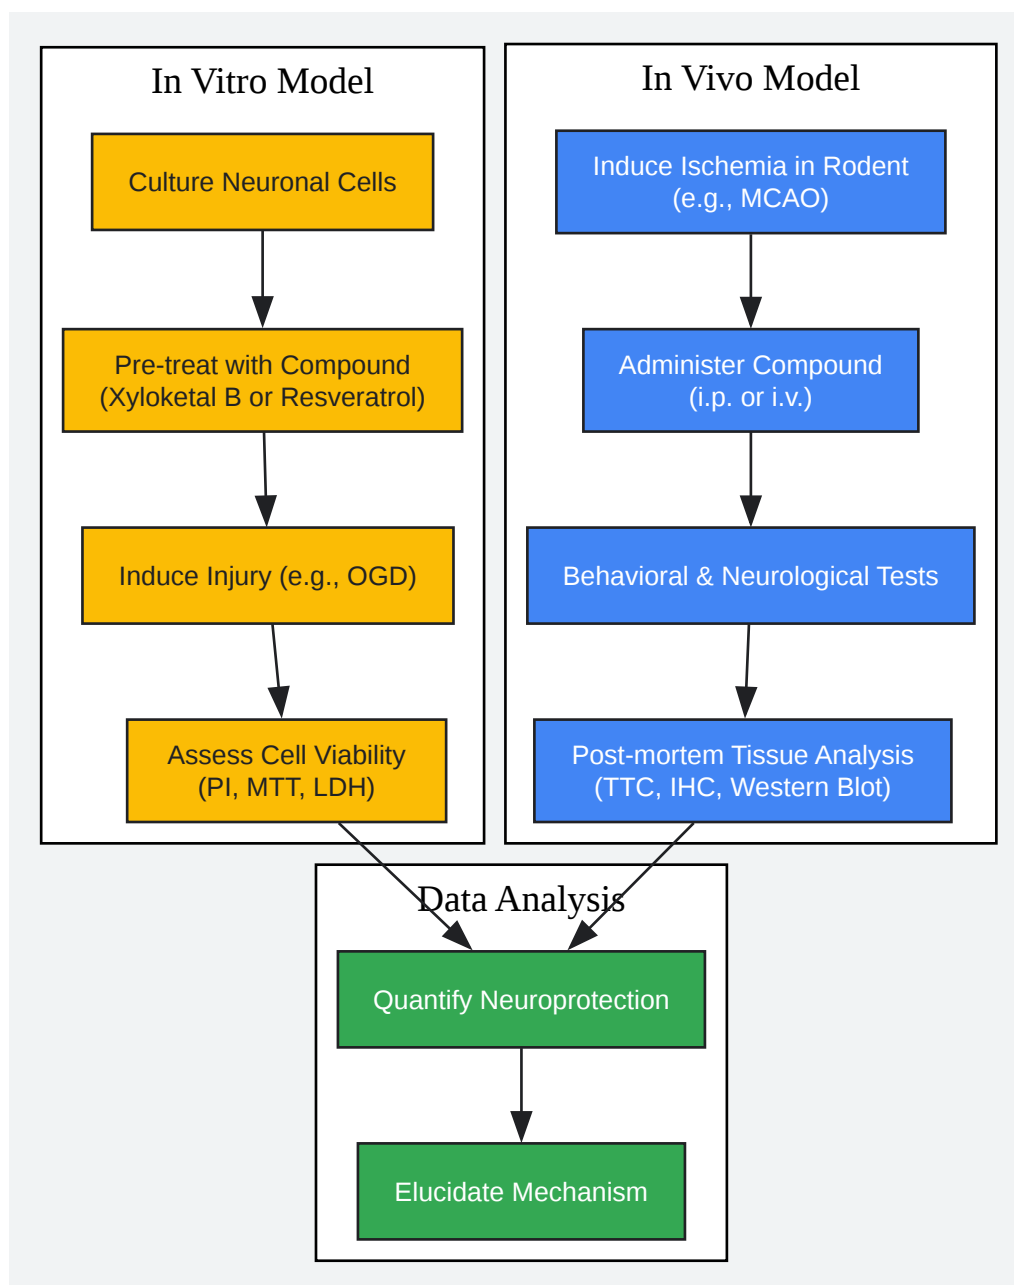 In Vitro Model
Culture Neuronal Cells
Pre-treat with Compound
(Xyloketal B or Resveratrol)
Induce Injury (e.g., OGD)
Assess Cell Viability
(PI, MTT, LDH)
In Vivo Model
Induce Ischemia in Rodent
(e.g., MCAO)
Administer Compound
(i.p. or i.v.)
Behavioral & Neurological Tests
Post-mortem Tissue Analysis
(TTC, IHC, Western Blot)
Data Analysis
Quantify Neuroprotection
Elucidate Mechanism